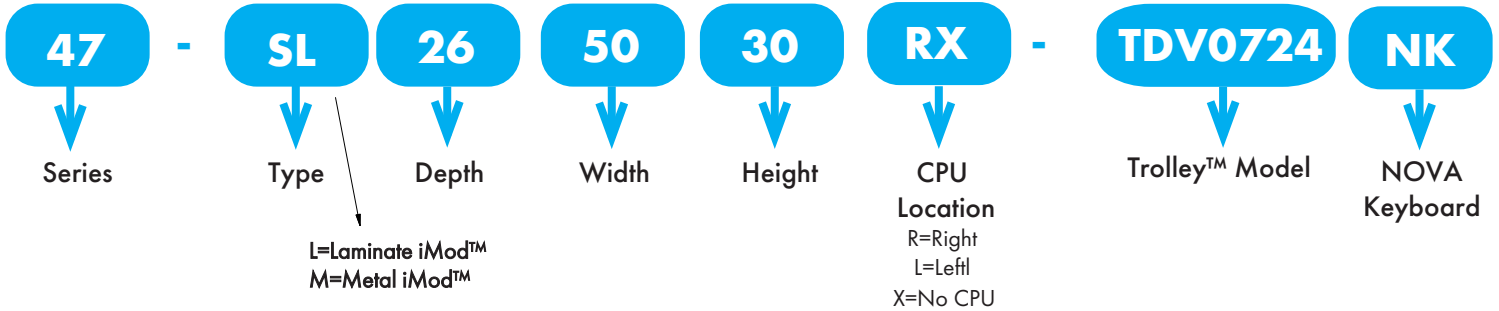 47 - SL 26 50 30 RX - TDV0724 NK
Series Type Depth Width Height CPU Location Trolley™ Model NOVA Keyboard
R=Right
L=Leftl
X=No CPU
L=Laminate iMod™
M=Metal iMod™